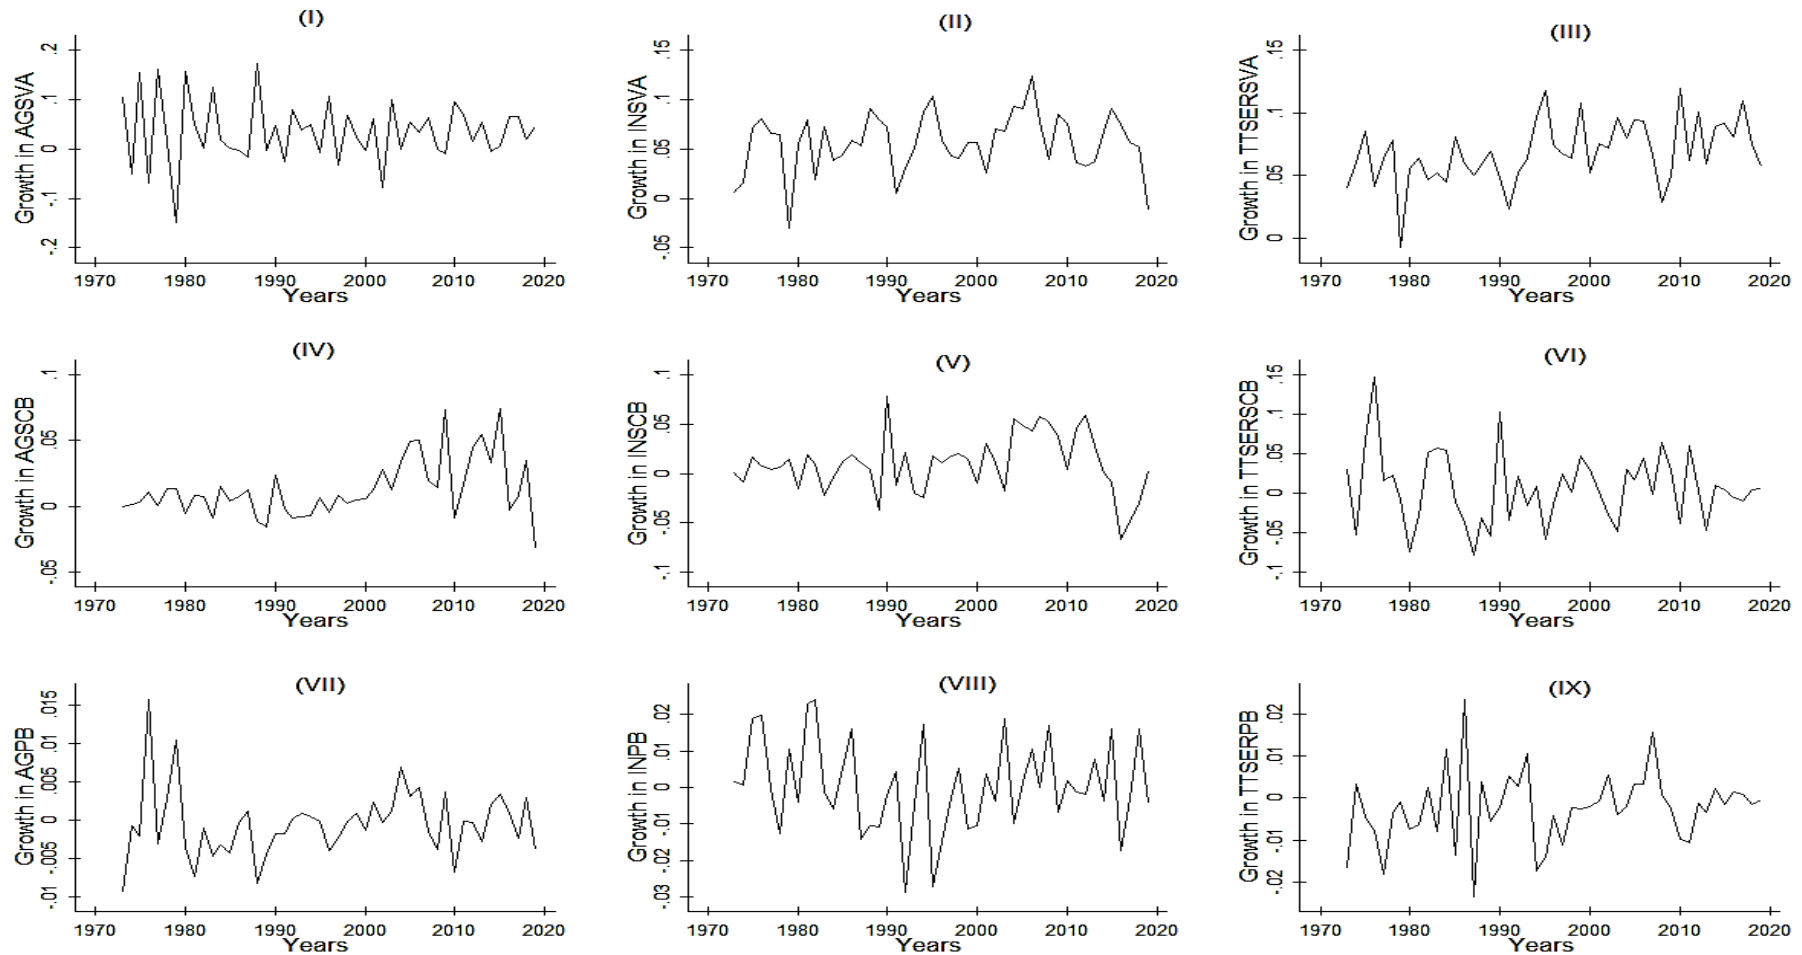 (I)
Growth in AGSVA
.2
.1
0
-.1
-.2
1970 1980 1990 2000 2010 2020
Years
(II)
Growth in INSVA
.15
.1
.05
0
-.05
1970 1980 1990 2000 2010 2020
Years
(III)
Growth in TTSERSVA
.15
.1
.05
0
1970 1980 1990 2000 2010 2020
Years
(IV)
Growth in AGSCB
.1
.05
0
-.05
1970 1980 1990 2000 2010 2020
Years
(V)
Growth in INSCB
.1
.05
0
-.05
-.1
1970 1980 1990 2000 2010 2020
Years
(VI)
Growth in TTSERSCB
.15
.1
.05
0
-.05
-.1
1970 1980 1990 2000 2010 2020
Years
(VII)
Growth in AGPB
.015
.01
.005
0
-.005
-.01
1970 1980 1990 2000 2010 2020
Years
(VIII)
Growth in INPB
.02
.01
0
-.01
-.02
-.03
1970 1980 1990 2000 2010 2020
Years
(IX)
Growth in TTSERPB
.02
.01
0
-.01
-.02
1970 1980 1990 2000 2010 2020
Years